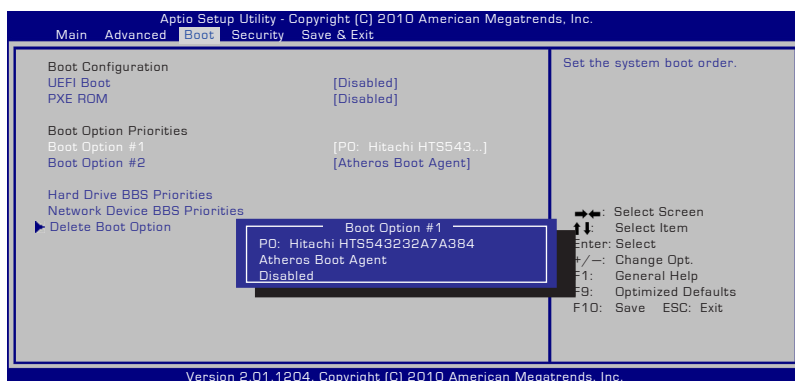 Aptio Setup Utility - Copyright (C) 2010 American Megatrends, Inc.
Main Advanced Boot Security Save & Exit
Boot Configuration
UEFI Boot [Disabled]
PXE ROM [Disabled]
Boot Option Priorities
Boot Option #1 [P0: Hitachi HTS543...]
Boot Option #2 [Atheros Boot Agent]
Hard Drive BBS Priorities
Network Device BBS Priorities
Delete Boot Option
Boot Option #1
P0: Hitachi HTS543232A7A384
Atheros Boot Agent
Disabled
Set the system boot order.
→←: Select Screen
↑↓: Select Item
Enter: Select
+/—: Change Opt.
F1: General Help
F9: Optimized Defaults
F10: Save ESC: Exit
Version 2.01.1204. Copyright (C) 2010 American Megatrends, Inc.